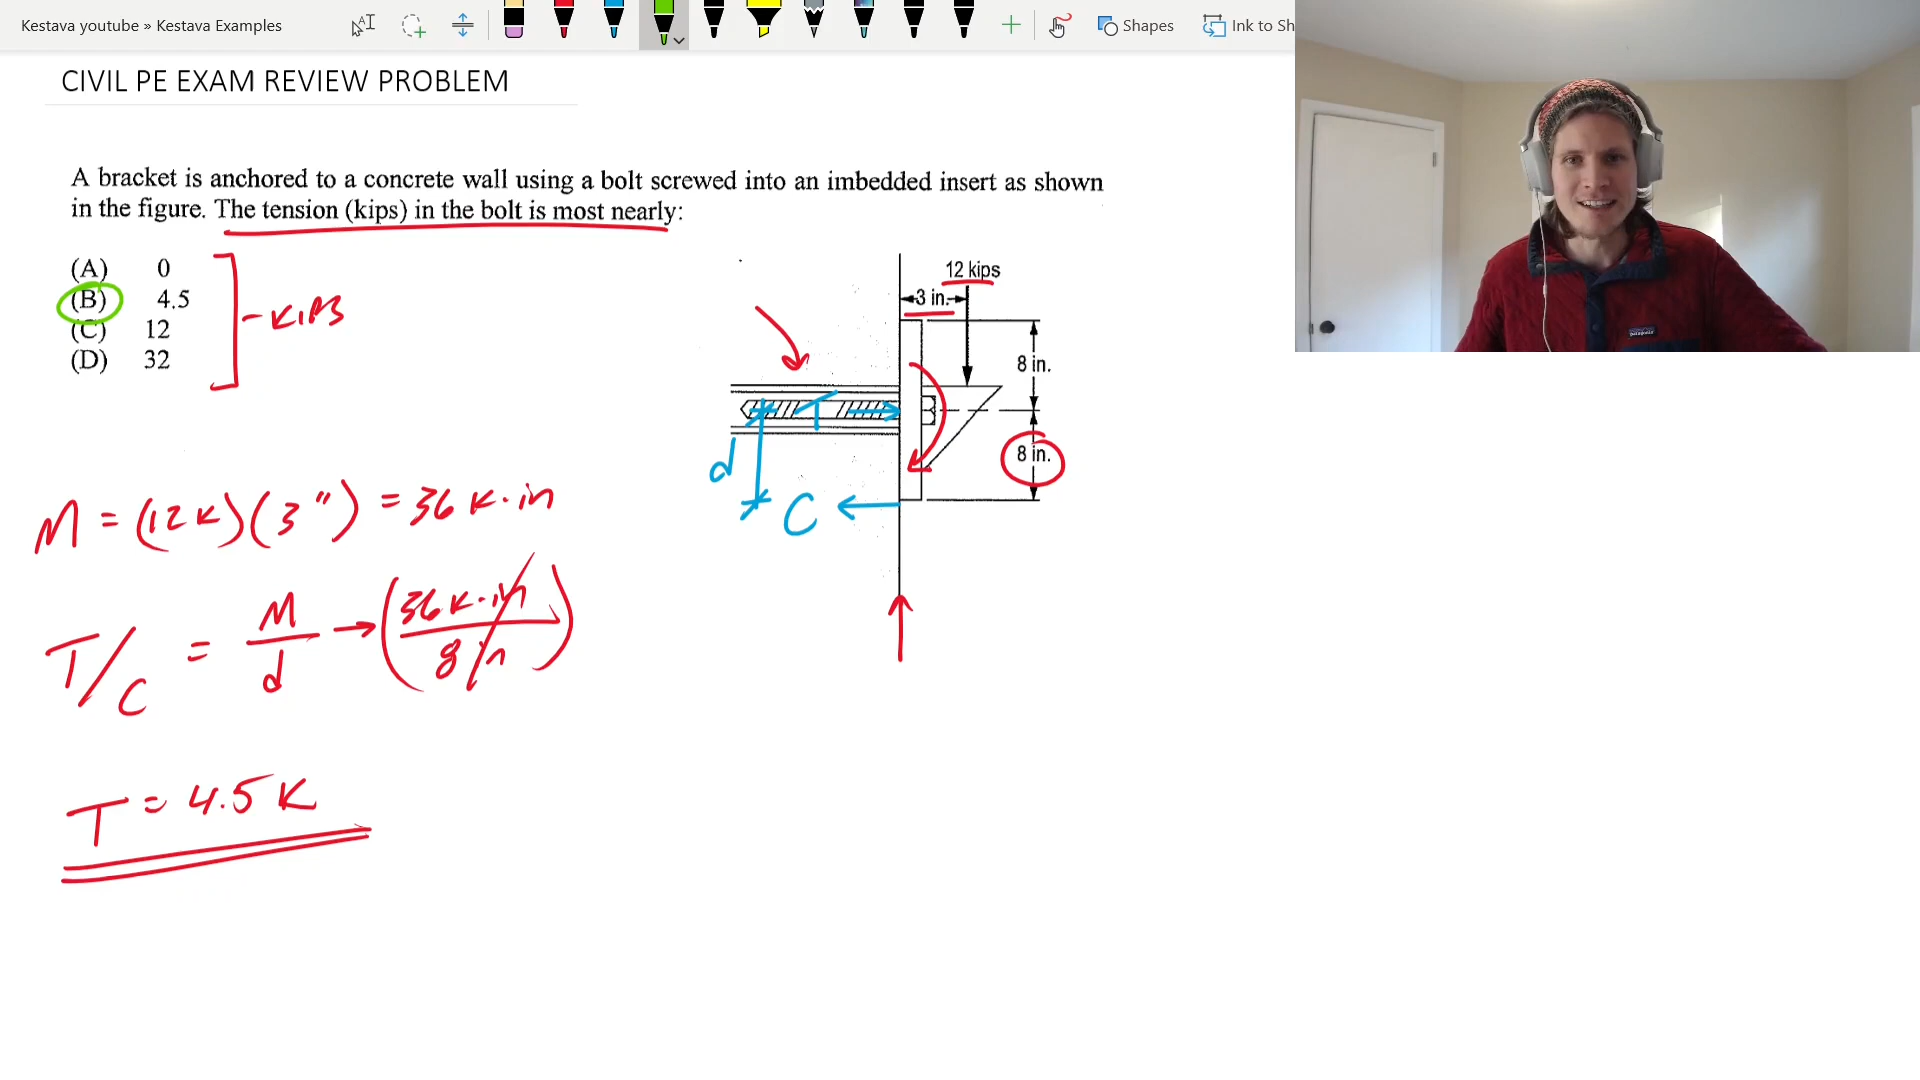 Kestava youtube » Kestava Examples
Shapes
Ink to Sh
CIVIL PE EXAM REVIEW PROBLEM
A bracket is anchored to a concrete wall using a bolt screwed into an imbedded insert as shown
in the figure. The tension (kips) in the bolt is most nearly:
(A) 0
(B) 4.5
(C) 12
(D) 32
- KIPS
12 kips
3 in.
8 in.
8 in.
T
d
C
M = (12K)(3") = 36 K·in
T/C = M/d → (36 K·in / 8 in)
T = 4.5 K
patagonia